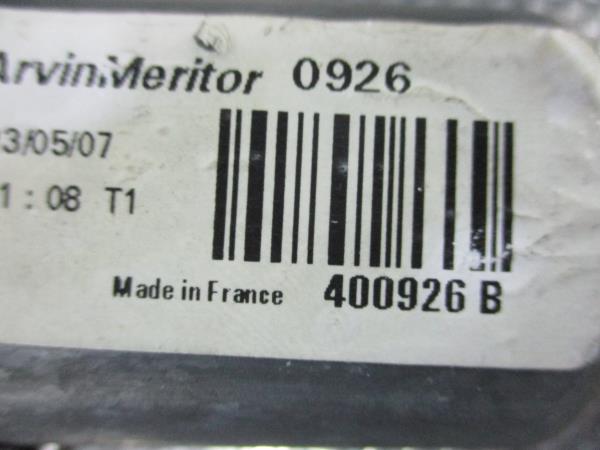 ArvinMeritor 0926
3/05/07
1 : 08 T1
Made in France 400926 B